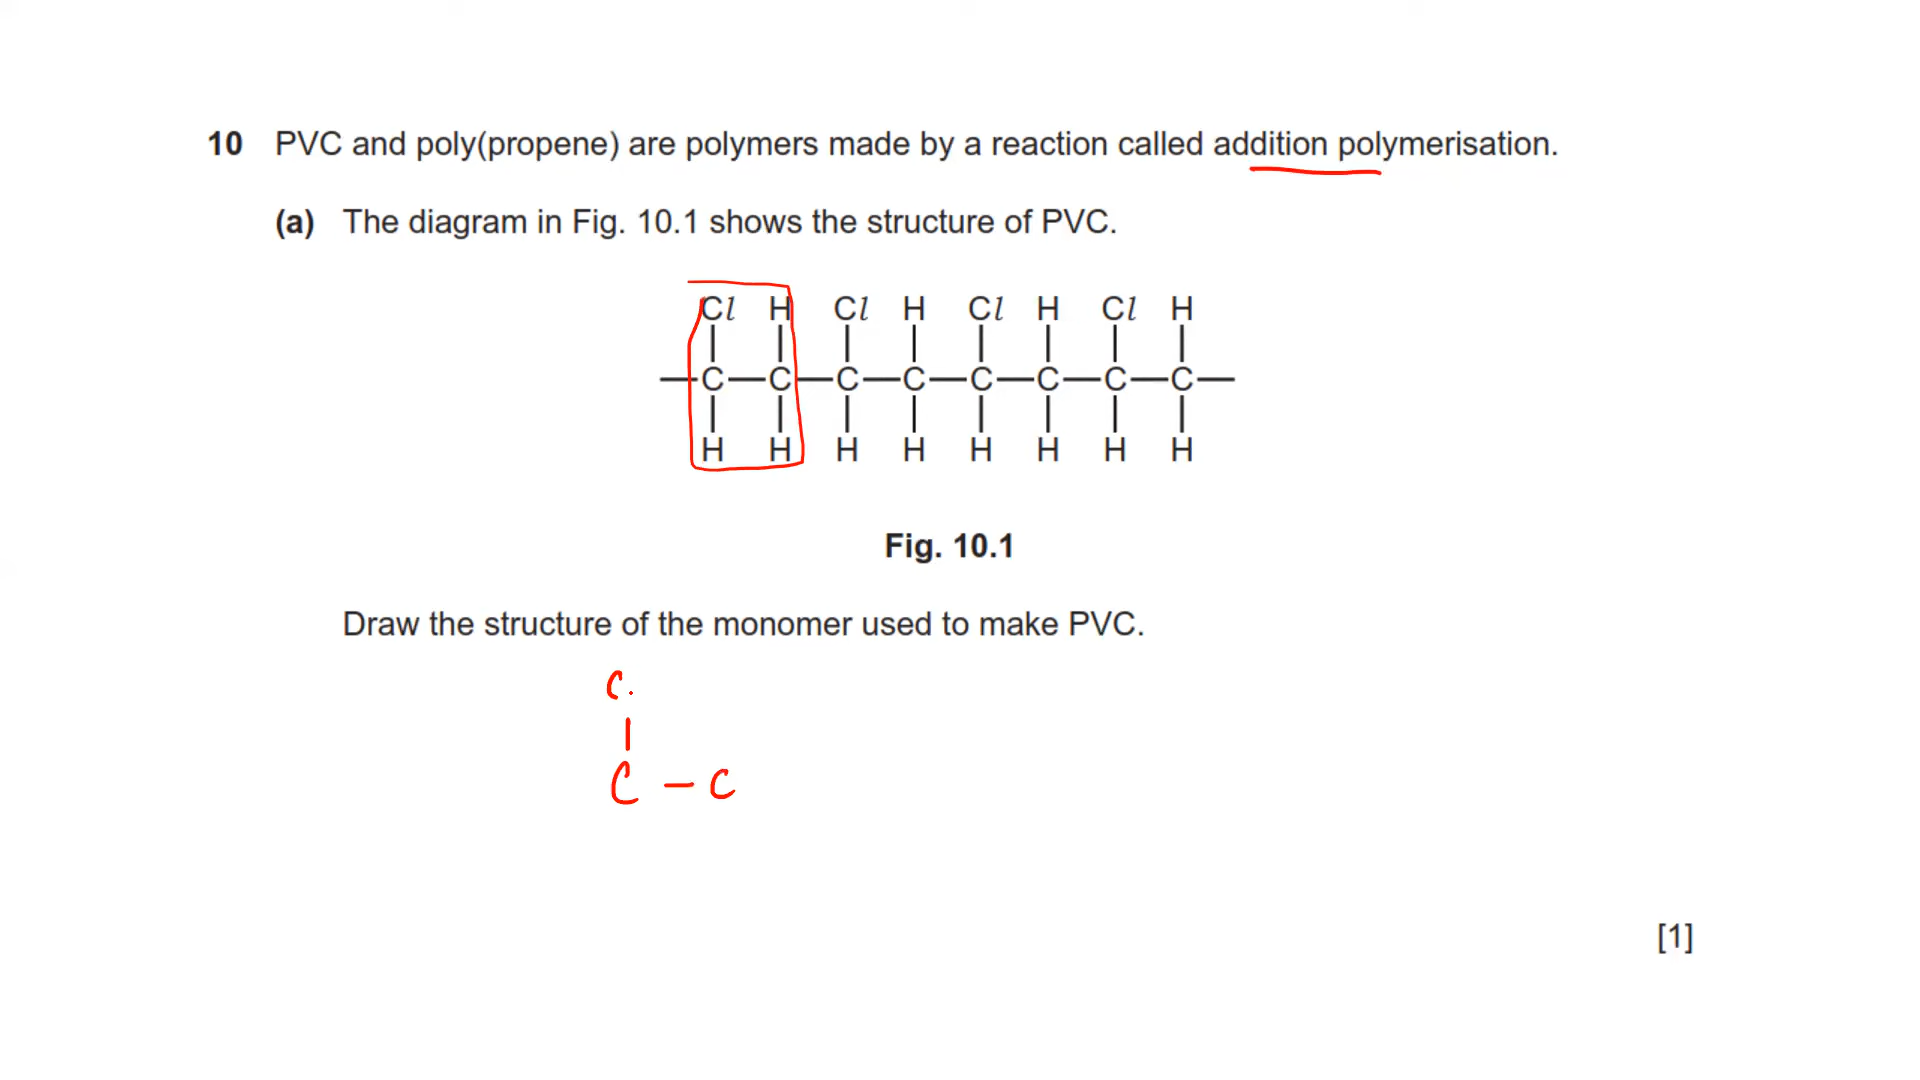 10 PVC and poly(propene) are polymers made by a reaction called addition polymerisation.
(a) The diagram in Fig. 10.1 shows the structure of PVC.
Cl H Cl H Cl H Cl H
—C—C—C—C—C—C—C—C—
H H H H H H H H
Fig. 10.1
Draw the structure of the monomer used to make PVC.
C
C – C
[1]